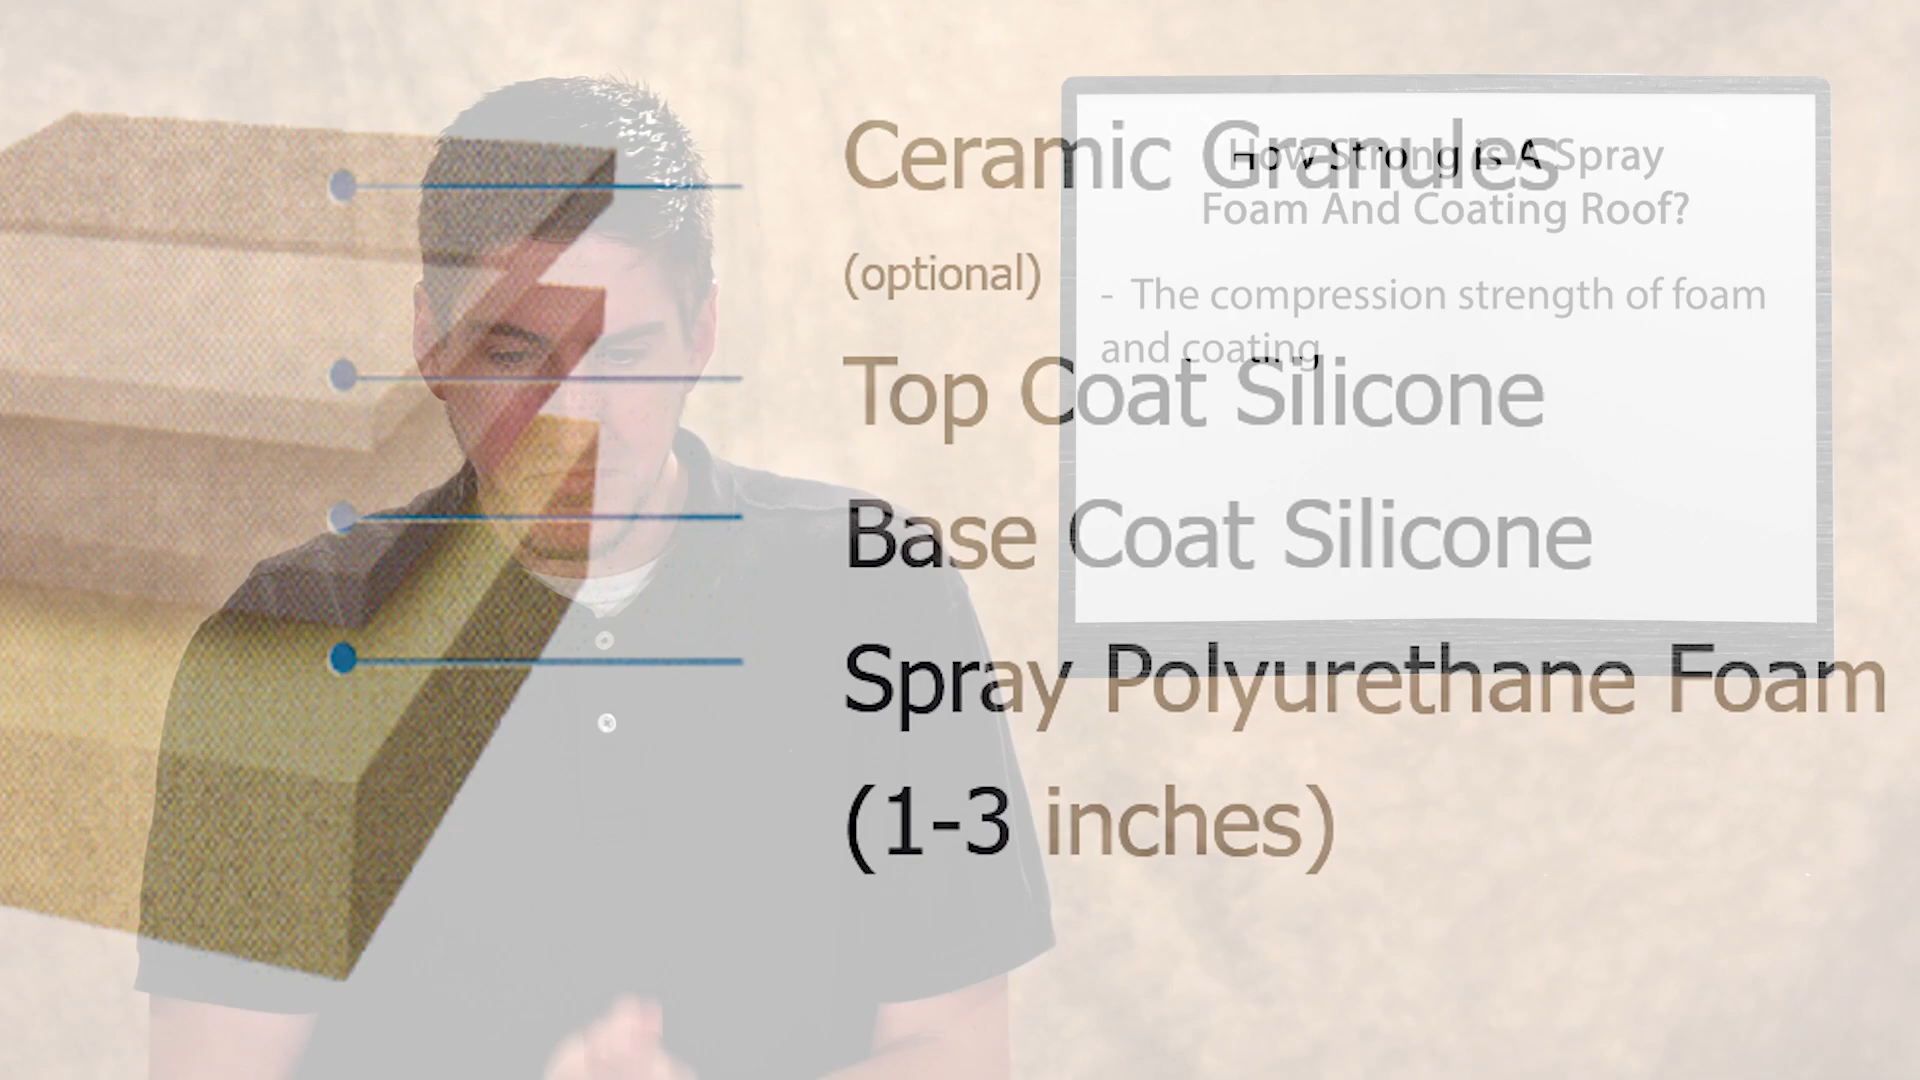 Ceramic Granules
(optional)
Top Coat Silicone
Base Coat Silicone
Spray Polyurethane Foam
(1-3 inches)
How Strong is A Spray
Foam And Coating Roof?
- The compression strength of foam
and coating